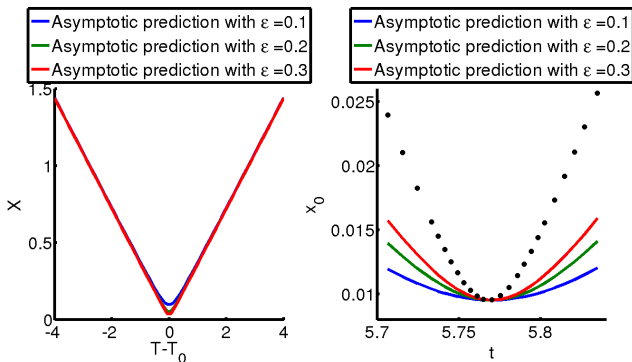 Asymptotic prediction with ε =0.1
Asymptotic prediction with ε =0.2
Asymptotic prediction with ε =0.3
1.5
1
0.5
0
X
-4
-2
0
2
4
T-T₀
Asymptotic prediction with ε =0.1
Asymptotic prediction with ε =0.2
Asymptotic prediction with ε =0.3
0.025
0.02
0.015
0.01
x₀
5.7
5.75
5.8
t